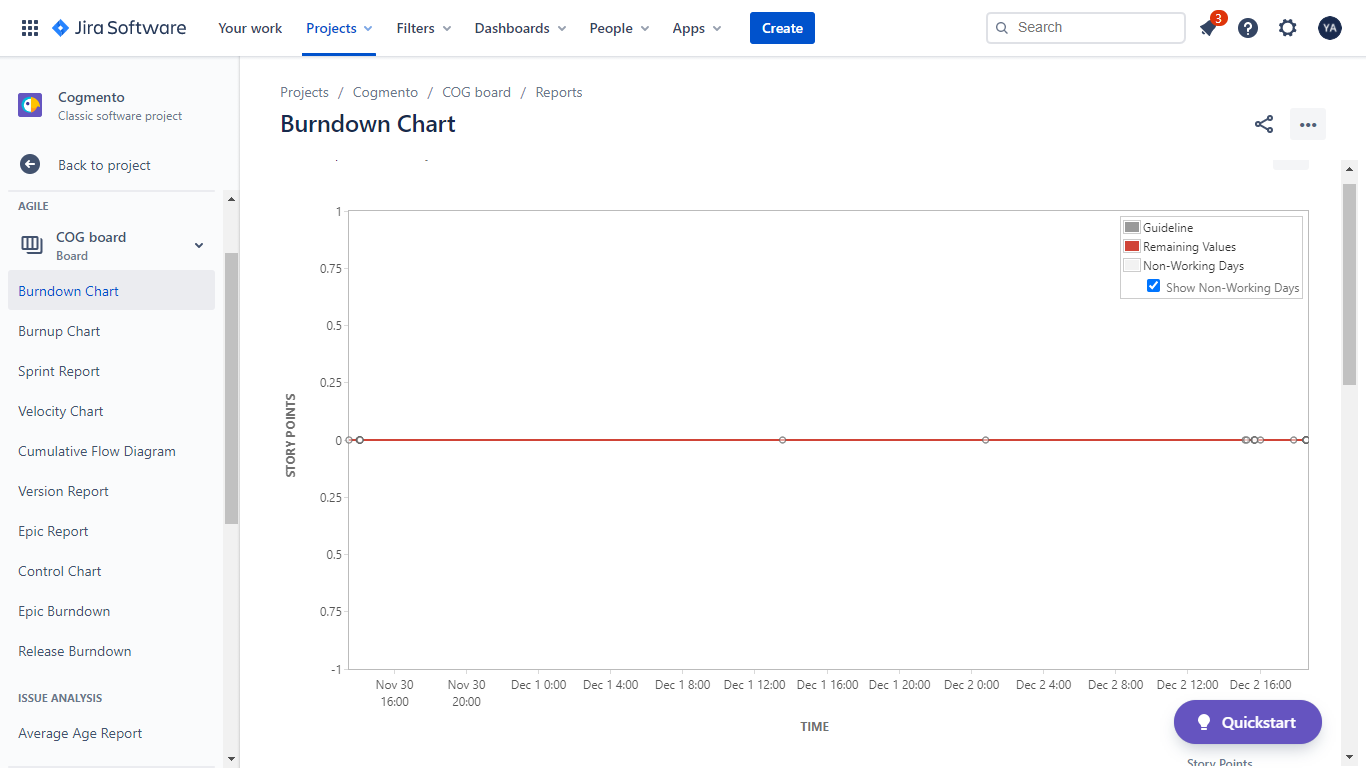 Jira Software
Your work
Projects
Filters
Dashboards
People
Apps
Create
Search
3
YA
Cogmento
Classic software project
Back to project
AGILE
COG board
Board
Burndown Chart
Burnup Chart
Sprint Report
Velocity Chart
Cumulative Flow Diagram
Version Report
Epic Report
Control Chart
Epic Burndown
Release Burndown
ISSUE ANALYSIS
Average Age Report
Projects / Cogmento / COG board / Reports
Burndown Chart
1
0.75
0.5
0.25
0
0.25
0.5
0.75
-1
STORY POINTS
Guideline
Remaining Values
Non-Working Days
Show Non-Working Days
Nov 30
16:00
Nov 30
20:00
Dec 1 0:00
Dec 1 4:00
Dec 1 8:00
Dec 1 12:00
Dec 1 16:00
Dec 1 20:00
Dec 2 0:00
Dec 2 4:00
Dec 2 8:00
Dec 2 12:00
Dec 2 16:00
TIME
Quickstart
Story Points